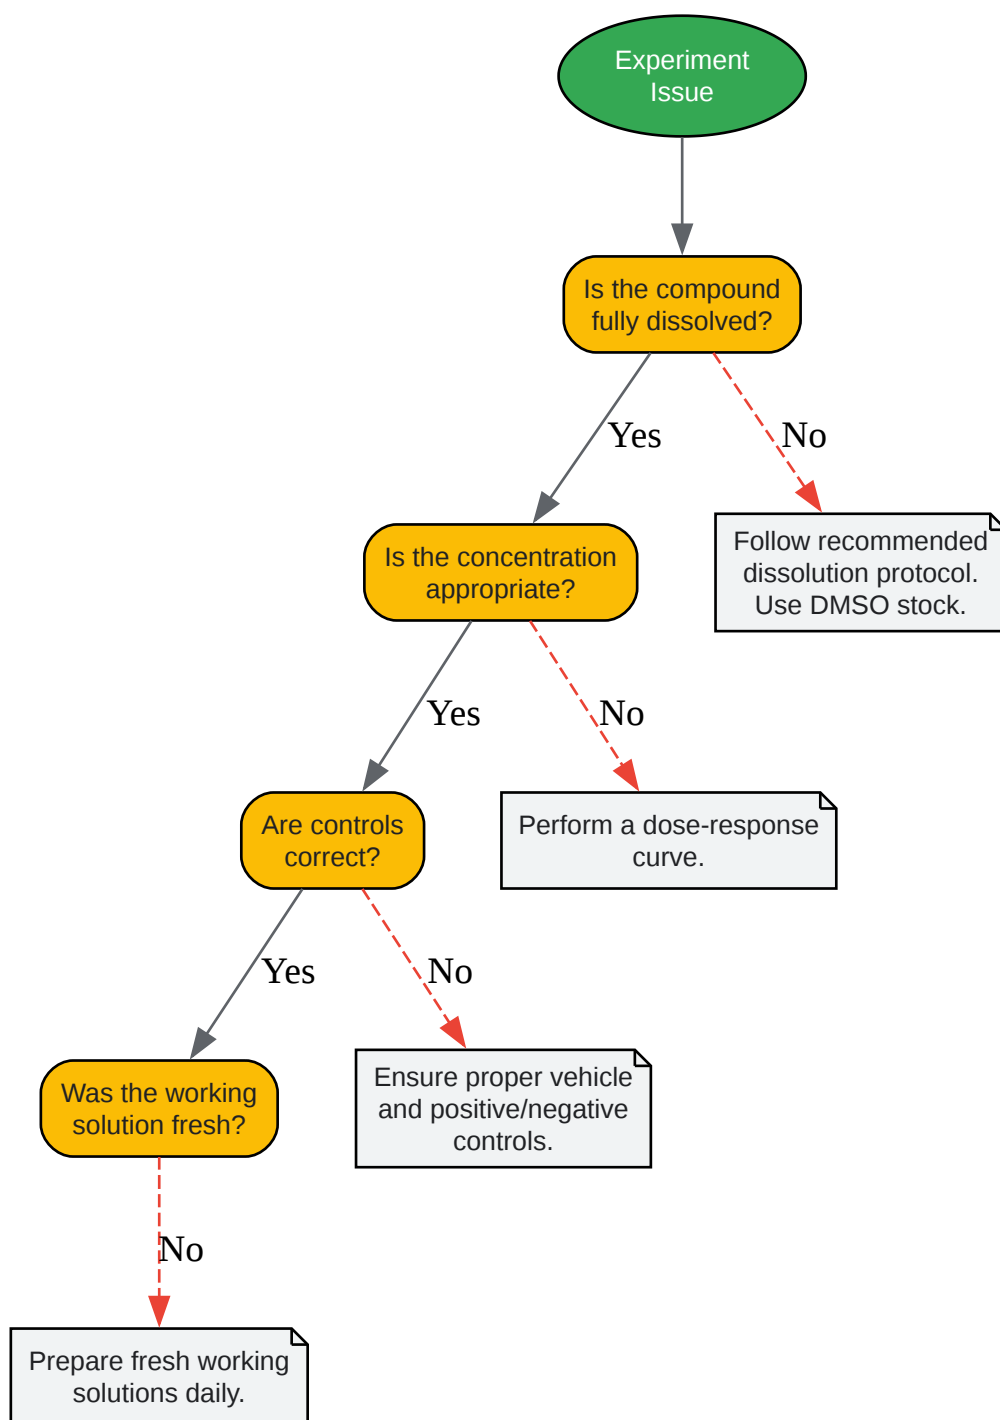 Experiment
Issue
Is the compound
fully dissolved?
Yes
No
Is the concentration
appropriate?
Follow recommended
dissolution protocol.
Use DMSO stock.
Yes
No
Are controls
correct?
Perform a dose-response
curve.
Yes
No
Was the working
solution fresh?
Ensure proper vehicle
and positive/negative
controls.
No
Prepare fresh working
solutions daily.